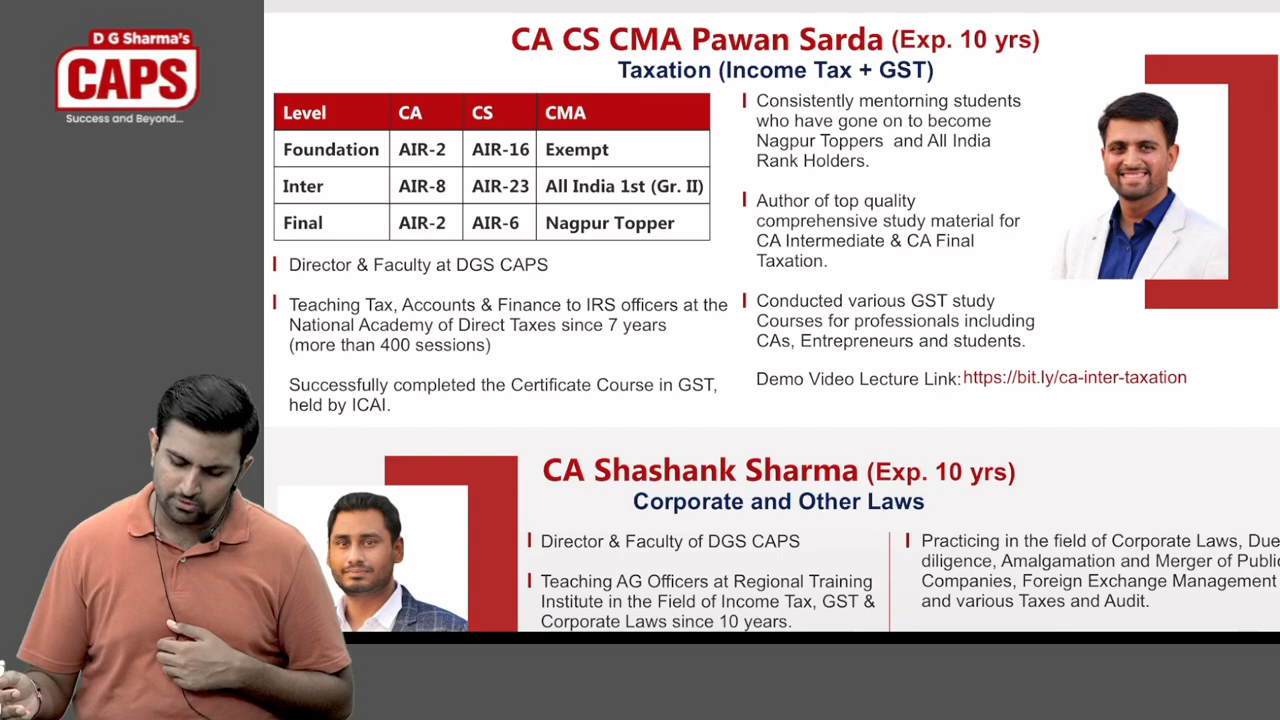 D G Sharma's
CAPS
Success and Beyond...
CA CS CMA Pawan Sarda (Exp. 10 yrs)
Taxation (Income Tax + GST)
Level CA CS CMA
Foundation AIR-2 AIR-16 Exempt
Inter AIR-8 AIR-23 All India 1st (Gr. II)
Final AIR-2 AIR-6 Nagpur Topper
Director & Faculty at DGS CAPS
Teaching Tax, Accounts & Finance to IRS officers at the
National Academy of Direct Taxes since 7 years
(more than 400 sessions)
Successfully completed the Certificate Course in GST,
held by ICAI.
Consistently mentorning students
who have gone on to become
Nagpur Toppers and All India
Rank Holders.
Author of top quality
comprehensive study material for
CA Intermediate & CA Final
Taxation.
Conducted various GST study
Courses for professionals including
CAs, Entrepreneurs and students.
Demo Video Lecture Link: https://bit.ly/ca-inter-taxation
CA Shashank Sharma (Exp. 10 yrs)
Corporate and Other Laws
Director & Faculty of DGS CAPS
Teaching AG Officers at Regional Training
Institute in the Field of Income Tax, GST &
Corporate Laws since 10 years.
Practicing in the field of Corporate Laws, Due
diligence, Amalgamation and Merger of Public
Companies, Foreign Exchange Management
and various Taxes and Audit.